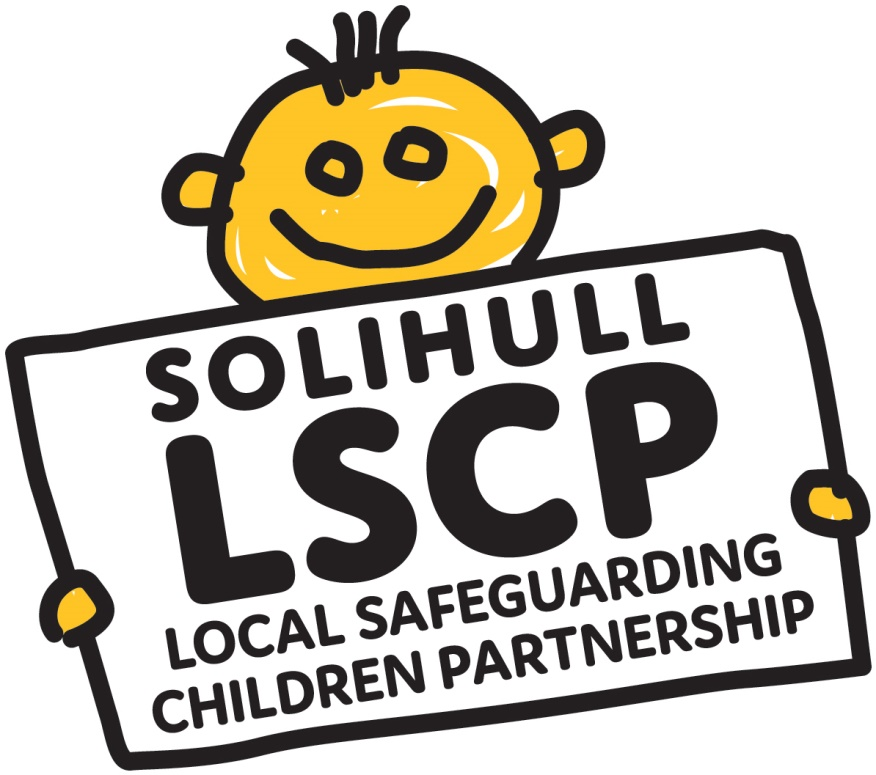 SOLIHULL
LSCP
LOCAL SAFEGUARDING
CHILDREN PARTNERSHIP